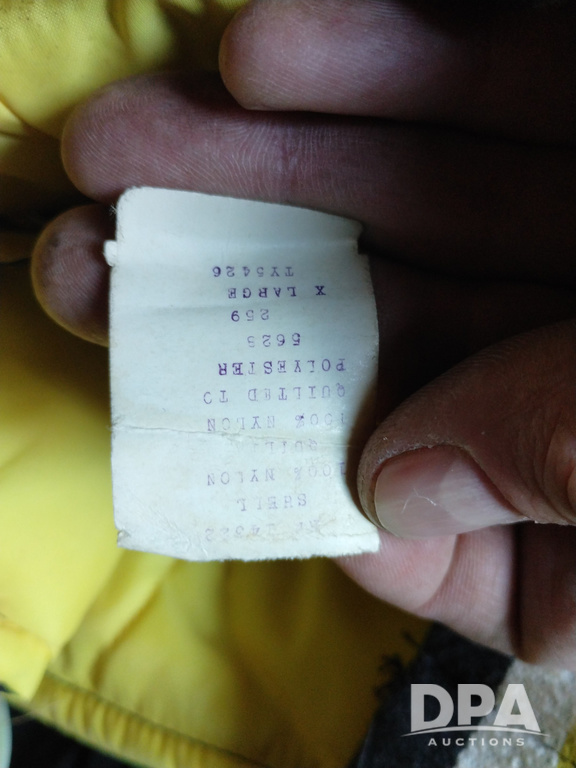 SHELL
100% NYLON
100% NYLON
QUILTED TO
POLYESTER
5625
259
X LARGE
TY5426
DPA
AUCTIONS